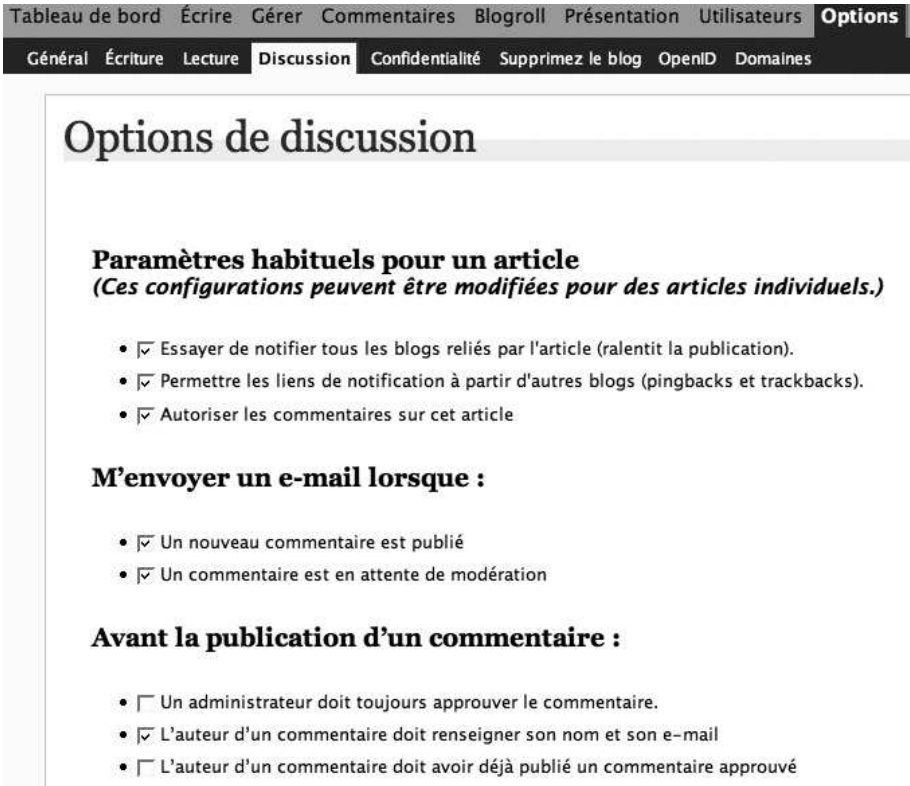 Tableau de bord Écrire Gérer Commentaires Blogroll Présentation Utilisateurs Options
Général Écriture Lecture Discussion Confidentialité Supprimez le blog OpenID Domaines
Options de discussion
Paramètres habituels pour un article
(Ces configurations peuvent être modifiées pour des articles individuels.)
Essayer de notifier tous les blogs reliés par l'article (ralentit la publication).
Permettre les liens de notification à partir d'autres blogs (pingbacks et trackbacks).
Autoriser les commentaires sur cet article
M’envoyer un e-mail lorsque :
Un nouveau commentaire est publié
Un commentaire est en attente de modération
Avant la publication d’un commentaire :
Un administrateur doit toujours approuver le commentaire.
L’auteur d’un commentaire doit renseigner son nom et son e-mail
L’auteur d’un commentaire doit avoir déjà publié un commentaire approuvé